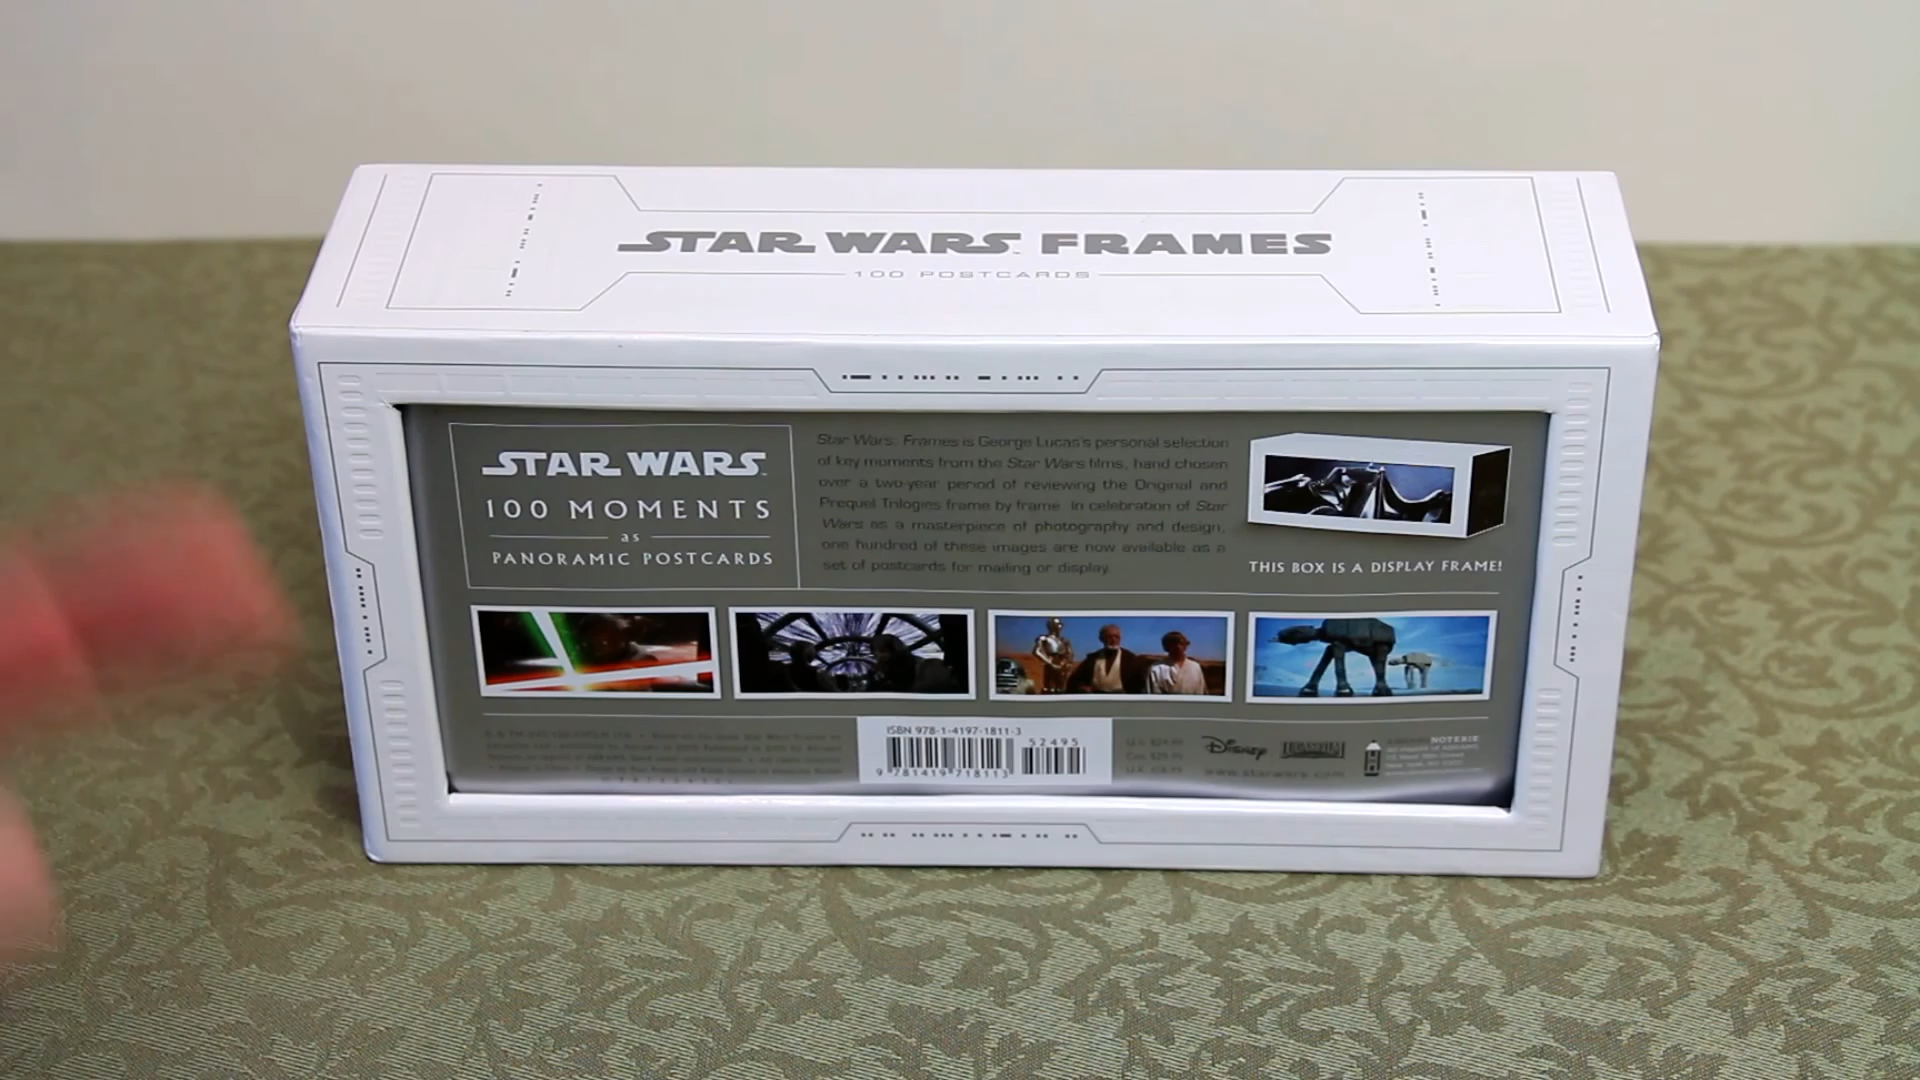 STAR WARS FRAMES
100 POSTCARDS
STAR WARS
100 MOMENTS
as
PANORAMIC POSTCARDS
Star Wars: Frames is George Lucas's personal selection
of key moments from the Star Wars films, hand chosen
over a two-year period of reviewing the Original and
Prequel Trilogies frame by frame. In celebration of Star
Wars as a masterpiece of photography and design,
one hundred of these images are now available as a
set of postcards for mailing or display.
THIS BOX IS A DISPLAY FRAME!
ISBN 978-1-4197-1811-3
52495
9 781419 718113
Disney
LUCASFILM
www.starwars.com
NOTERIE